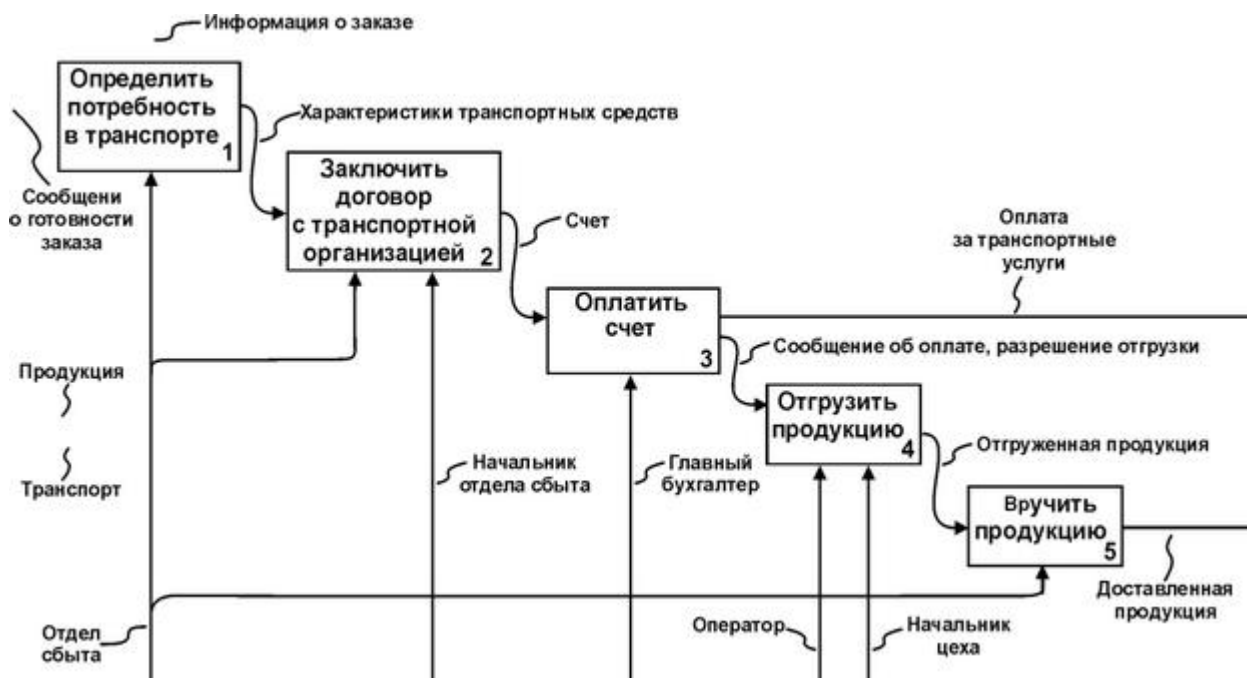 Информация о заказе
Определить
потребность
в транспорте
1
Характеристики транспортных средств
Сообщени
о готовности
заказа
Заключить
договор
с транспортной
организацией
2
Счет
Оплата
за транспортные
услуги
Оплатить
счет
3
Сообщение об оплате, разрешение отгрузки
Продукция
Транспорт
Отгрузить
продукцию
4
Начальник
отдела сбыта
Главный
бухгалтер
Отгруженная продукция
Вручить
продукцию
5
Доставленная
продукция
Отдел
сбыта
Оператор
Начальник
цеха